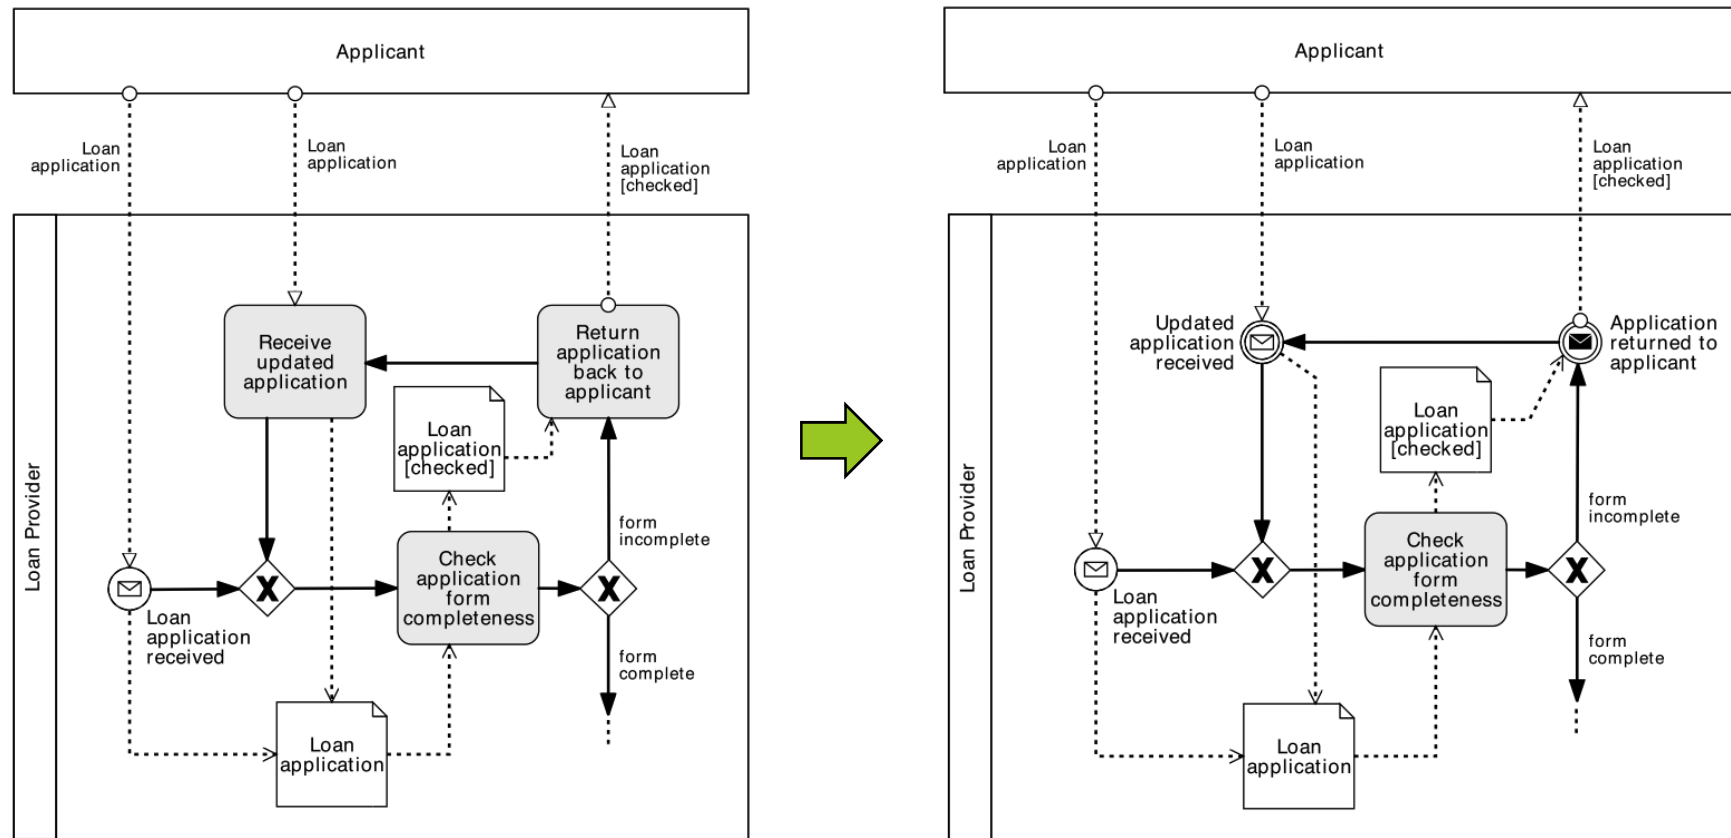 Applicant
Loan
application
Loan
application
Loan
application
[checked]
Loan Provider
Receive
updated
application
Return
application
back to
applicant
Loan
application
[checked]
form
incomplete
Check
application
form
completeness
Loan
application
received
form
complete
Loan
application
Applicant
Loan
application
Loan
application
Loan
application
[checked]
Loan Provider
Updated
application
received
Application
returned to
applicant
Loan
application
[checked]
form
incomplete
Check
application
form
completeness
Loan
application
received
form
complete
Loan
application